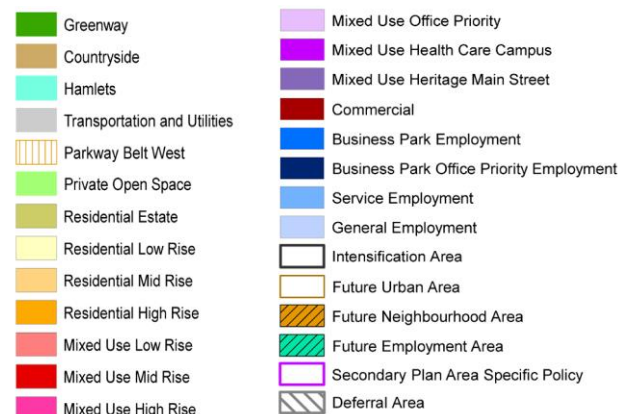 Greenway
Countryside
Hamlets
Transportation and Utilities
Parkway Belt West
Private Open Space
Residential Estate
Residential Low Rise
Residential Mid Rise
Residential High Rise
Mixed Use Low Rise
Mixed Use Mid Rise
Mixed Use High Rise
Mixed Use Office Priority
Mixed Use Health Care Campus
Mixed Use Heritage Main Street
Commercial
Business Park Employment
Business Park Office Priority Employment
Service Employment
General Employment
Intensification Area
Future Urban Area
Future Neighbourhood Area
Future Employment Area
Secondary Plan Area Specific Policy
Deferral Area